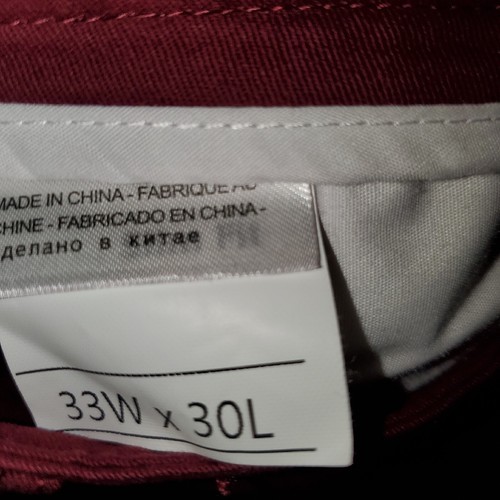 MADE IN CHINA - FABRIQUE AU
CHINE - FABRICADO EN CHINA -
делано в китае
33W x 30L